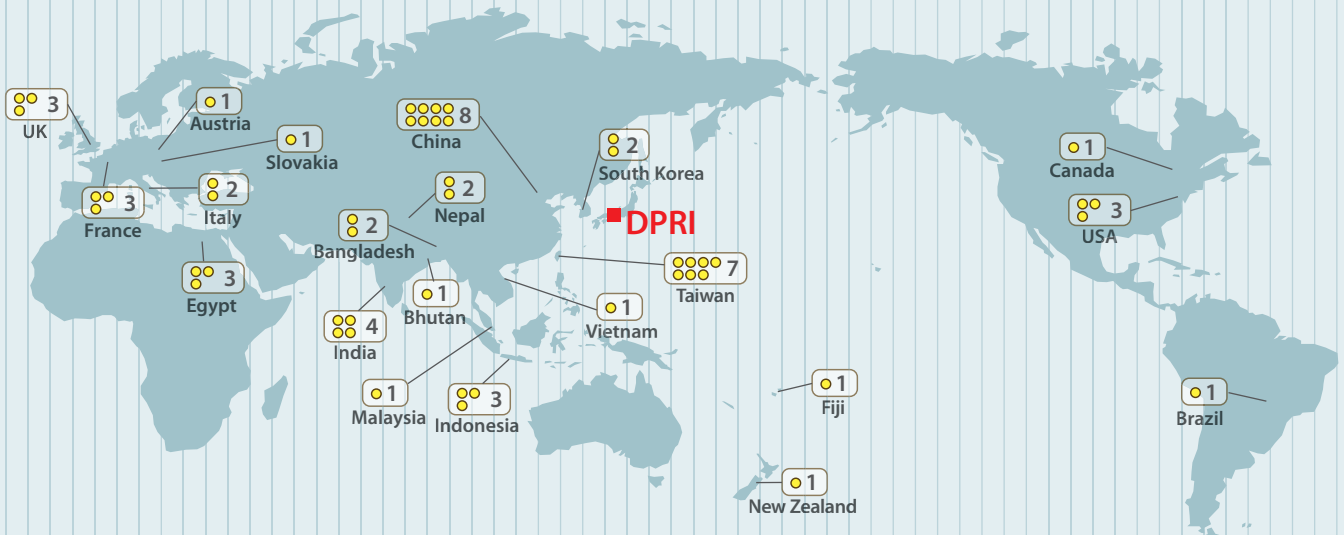 3
UK
1
Austria
1
Slovakia
8
China
2
South Korea
1
Canada
3
France
2
Italy
2
Nepal
3
USA
2
Bangladesh
DPRI
3
Egypt
1
Bhutan
7
Taiwan
4
India
1
Vietnam
1
Malaysia
3
Indonesia
1
Fiji
1
Brazil
1
New Zealand